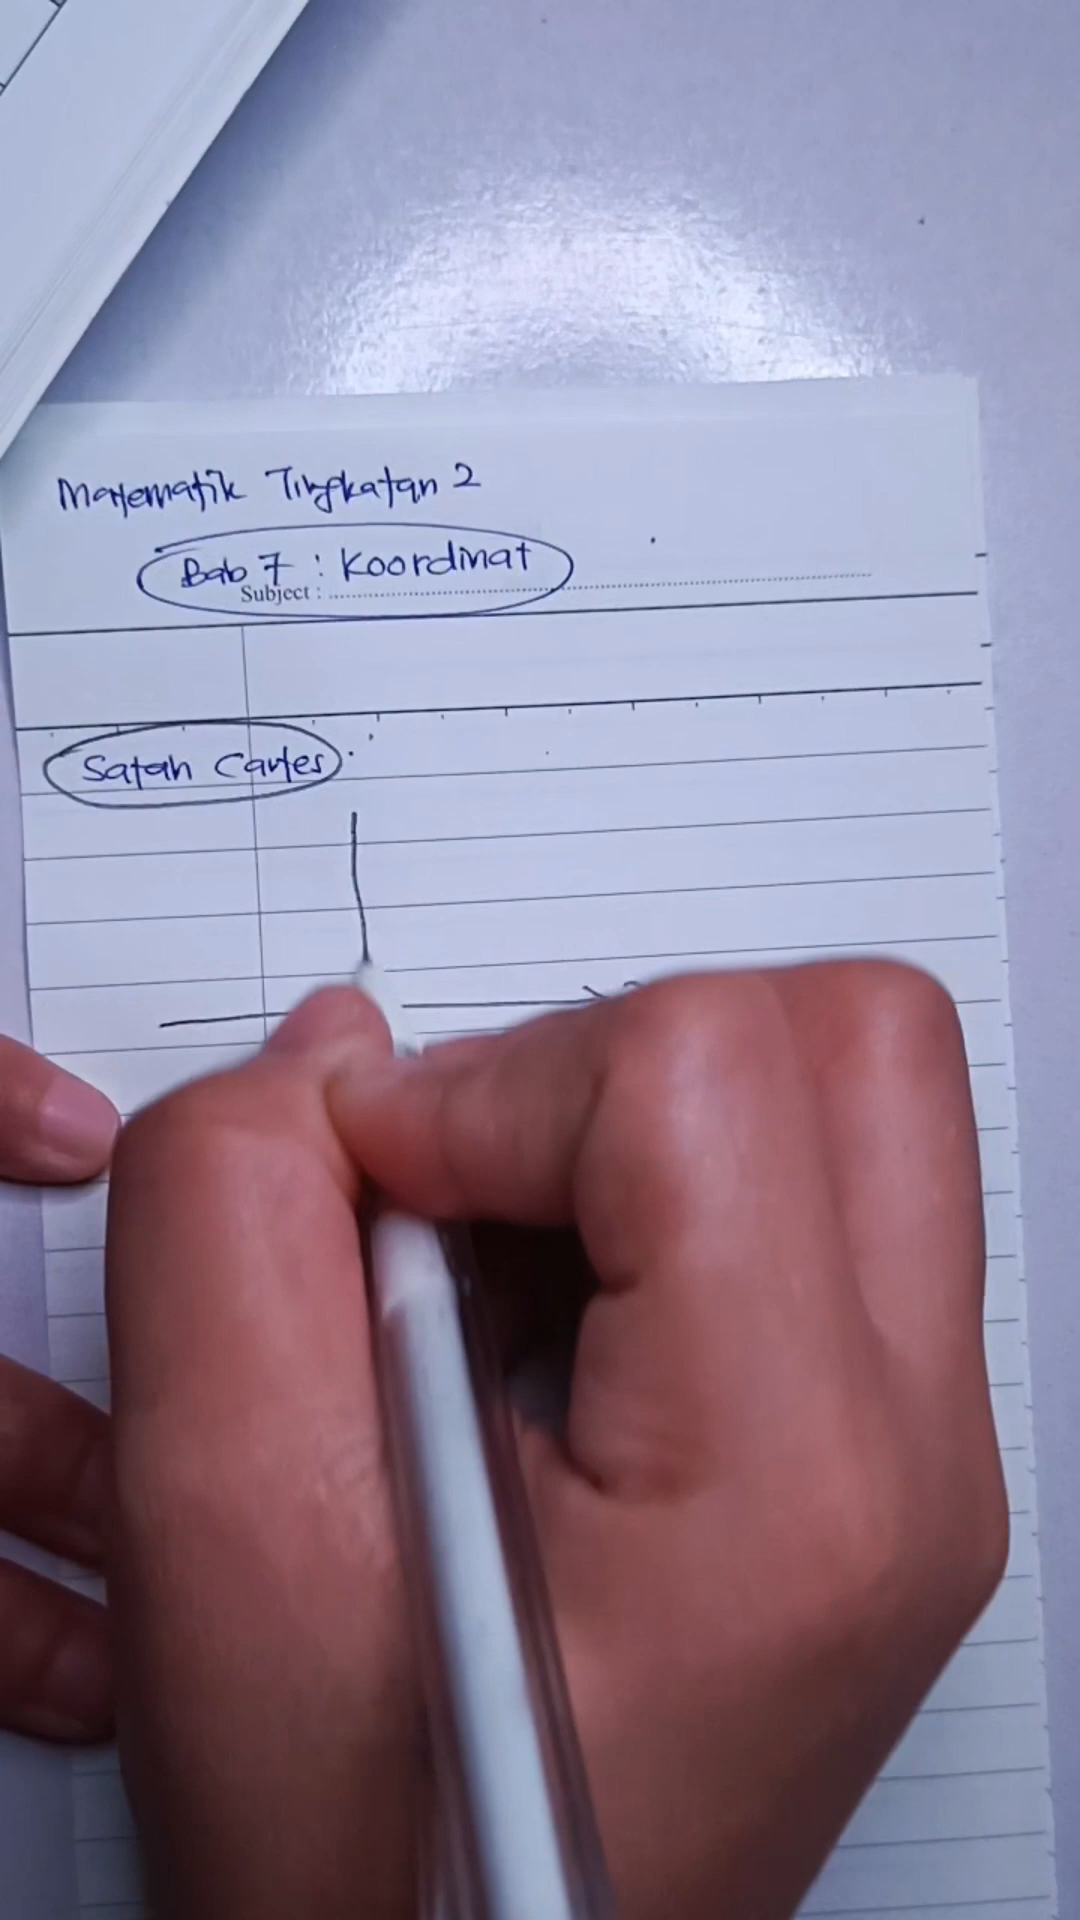 Matematik Tingkatan 2
Bab 7 : Koordinat
Subject :
Satah Cartes